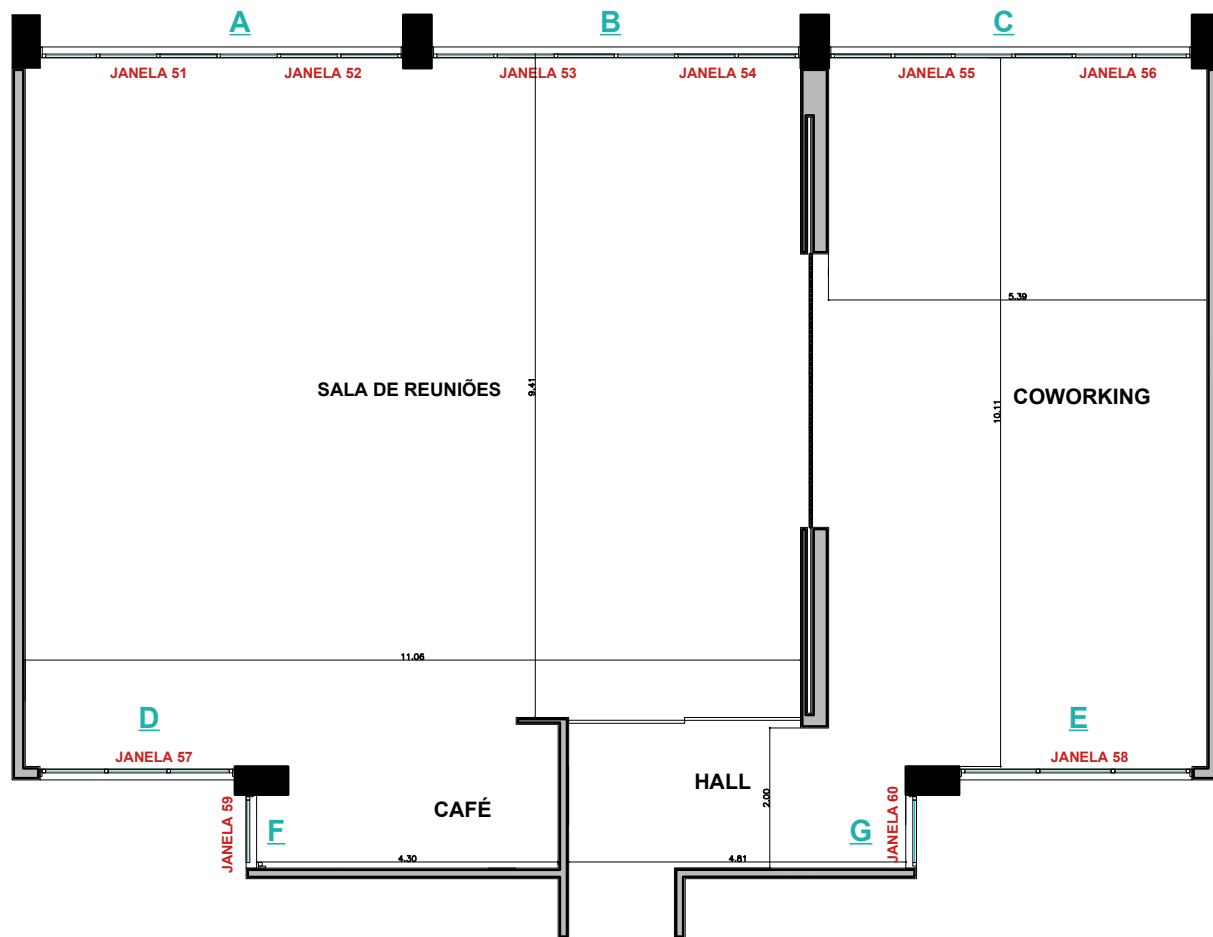 A
B
C
JANELA 51
JANELA 52
JANELA 53
JANELA 54
JANELA 55
JANELA 56
5.39
SALA DE REUNIÕES
9.41
COWORKING
10.11
11.06
D
E
JANELA 57
JANELA 58
HALL
CAFÉ
2.00
JANELA 59
F
G
JANELA 60
4.30
4.61